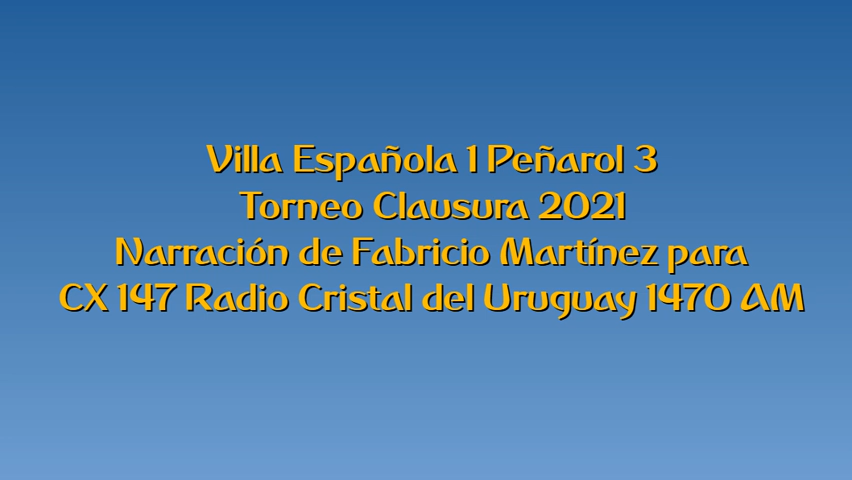 Villa Española 1 Peñarol 3
Torneo Clausura 2021
Narración de Fabricio Martínez para
CX 147 Radio Cristal del Uruguay 1470 AM